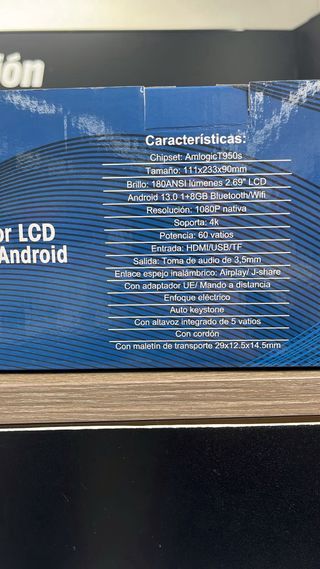 ión
Características:
Chipset: AmlogicT950s
Tamaño: 111x233x90mm
Brillo: 180ANSI lúmenes 2.69" LCD
Android 13.0 1+8GB Bluetooth/Wifi
Resolución: 1080P nativa
Soporta: 4k
Potencia: 60 vatios
Entrada: HDMI/USB/TF
Salida: Toma de audio de 3,5mm
Enlace espejo inalámbrico: Airplay/ J-share
Con adaptador UE/ Mando a distancia
Enfoque eléctrico
Auto keystone
Con altavoz integrado de 5 vatios
Con cordón
Con maletín de transporte 29x12.5x14.5mm
or LCD
Android